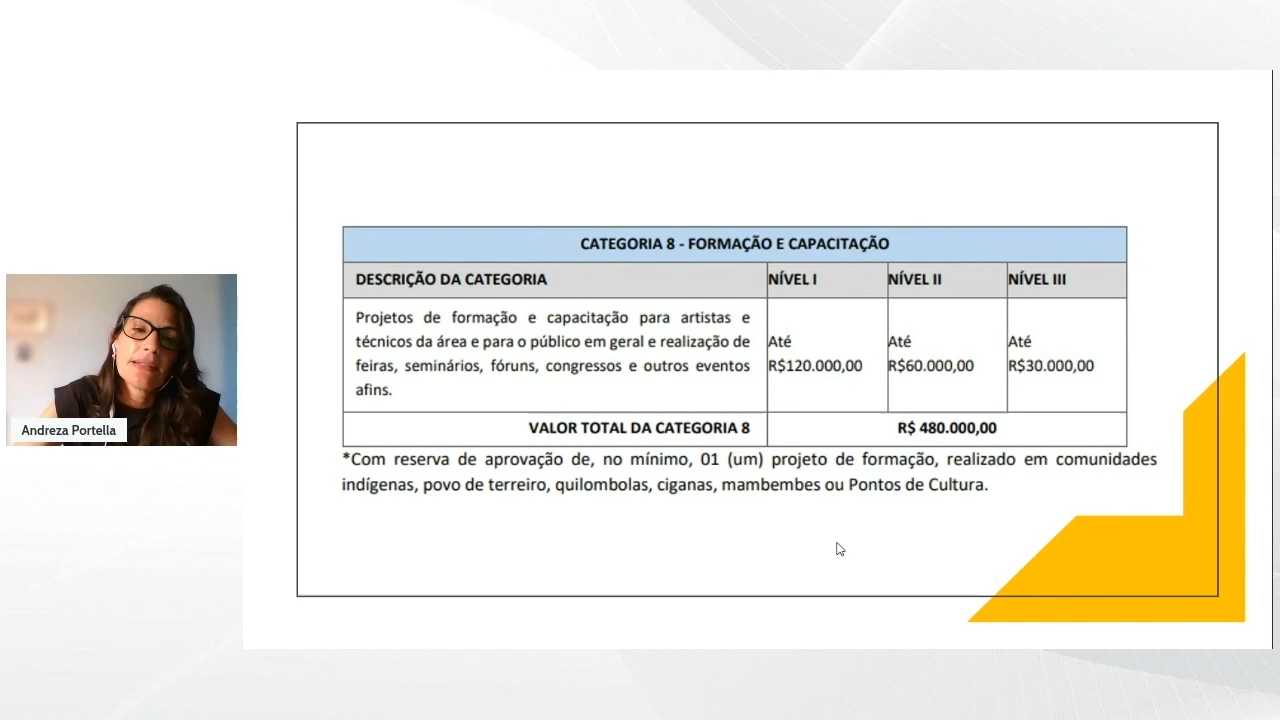 CATEGORIA 8 - FORMAÇÃO E CAPACITAÇÃO
DESCRIÇÃO DA CATEGORIA NÍVEL I NÍVEL II NÍVEL III
Projetos de formação e capacitação para artistas e
técnicos da área e para o público em geral e realização de
feiras, seminários, fóruns, congressos e outros eventos
afins.
Até
R$120.000,00
Até
R$60.000,00
Até
R$30.000,00
VALOR TOTAL DA CATEGORIA 8 R$ 480.000,00
*Com reserva de aprovação de, no mínimo, 01 (um) projeto de formação, realizado em comunidades
indígenas, povo de terreiro, quilombolas, ciganas, mambembes ou Pontos de Cultura.
Andreza Portella